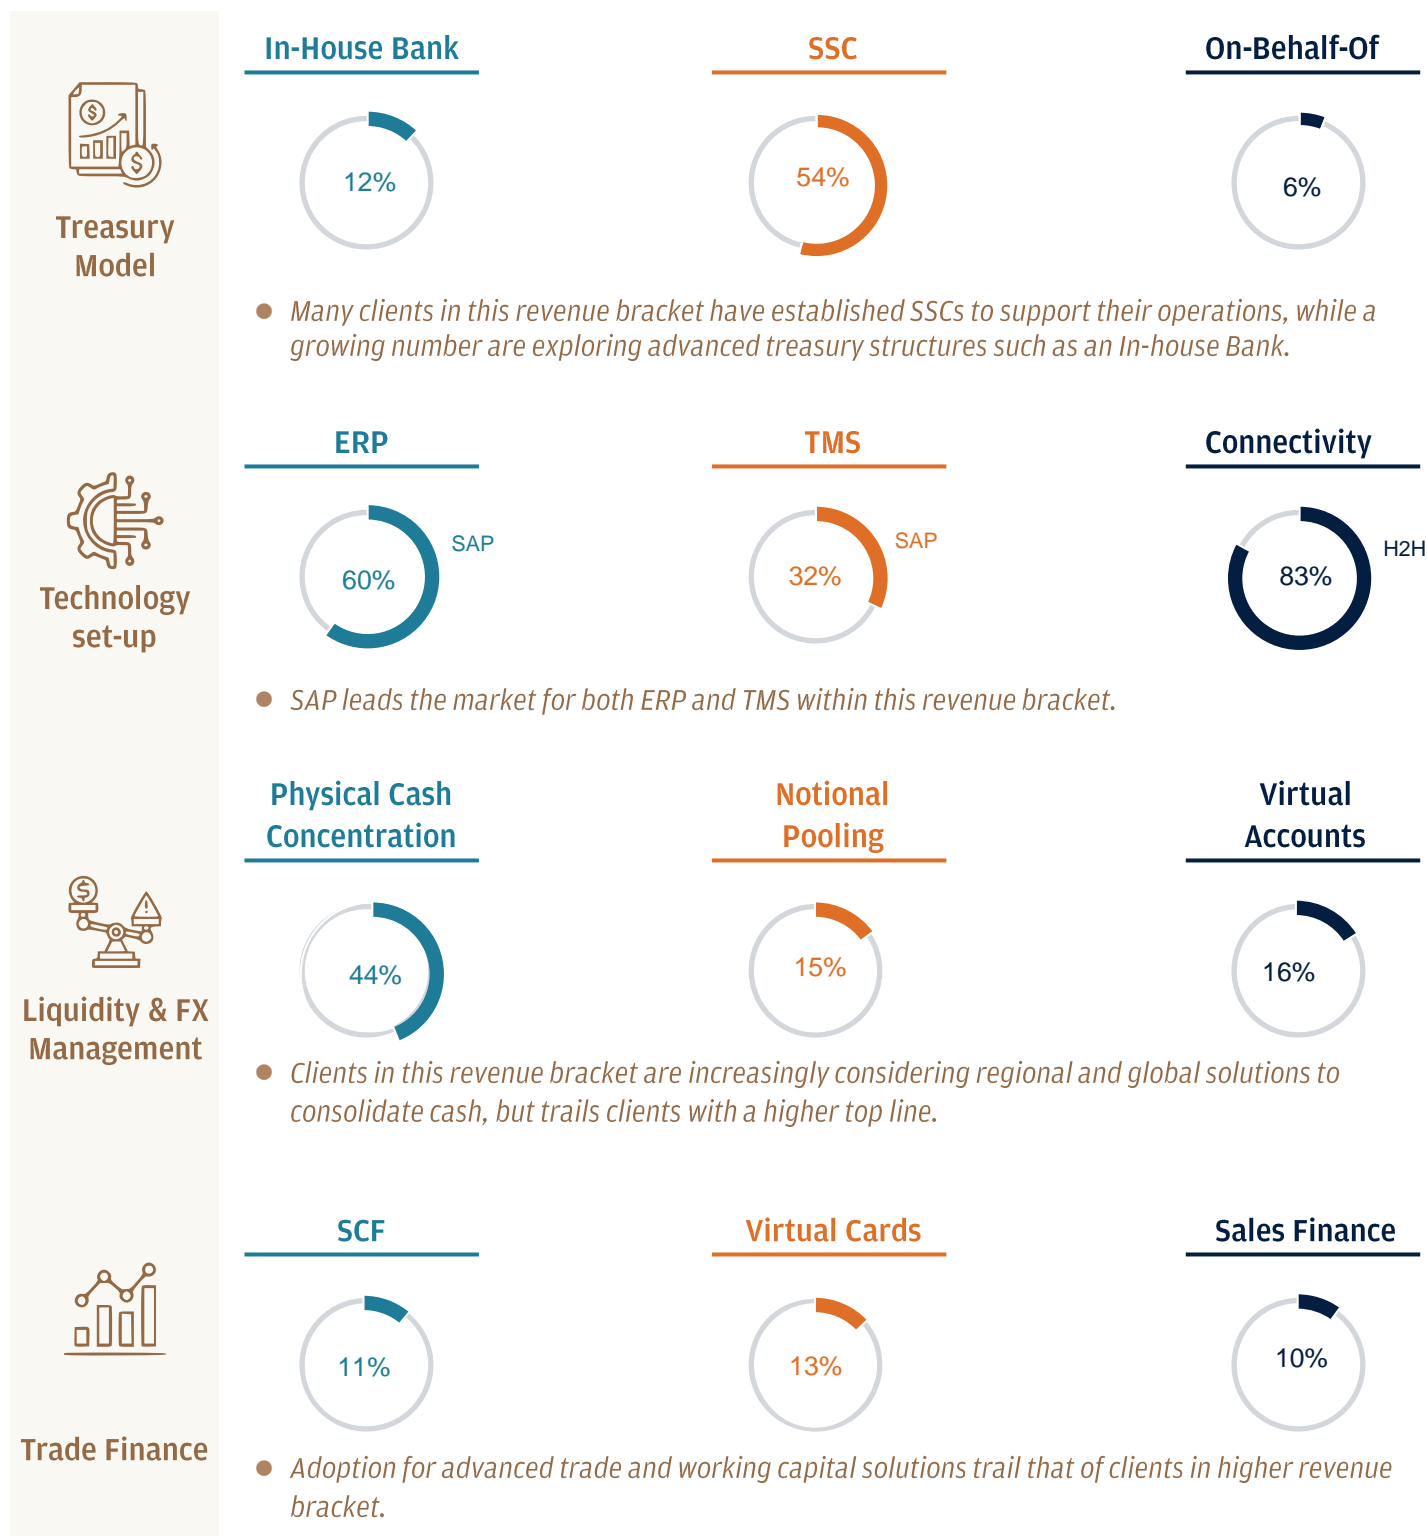 In-House Bank
SSC
On-Behalf-Of
$
$
12%
54%
6%
Treasury
Model
Many clients in this revenue bracket have established SSCs to support their operations, while a
growing number are exploring advanced treasury structures such as an In-house Bank.
ERP
TMS
Connectivity
60%
SAP
32%
SAP
83%
H2H
Technology
set-up
SAP leads the market for both ERP and TMS within this revenue bracket.
Physical Cash
Concentration
Notional
Pooling
Virtual
Accounts
$
!
44%
15%
16%
Liquidity & FX
Management
Clients in this revenue bracket are increasingly considering regional and global solutions to
consolidate cash, but trails clients with a higher top line.
SCF
Virtual Cards
Sales Finance
11%
13%
10%
Trade Finance
Adoption for advanced trade and working capital solutions trail that of clients in higher revenue
bracket.